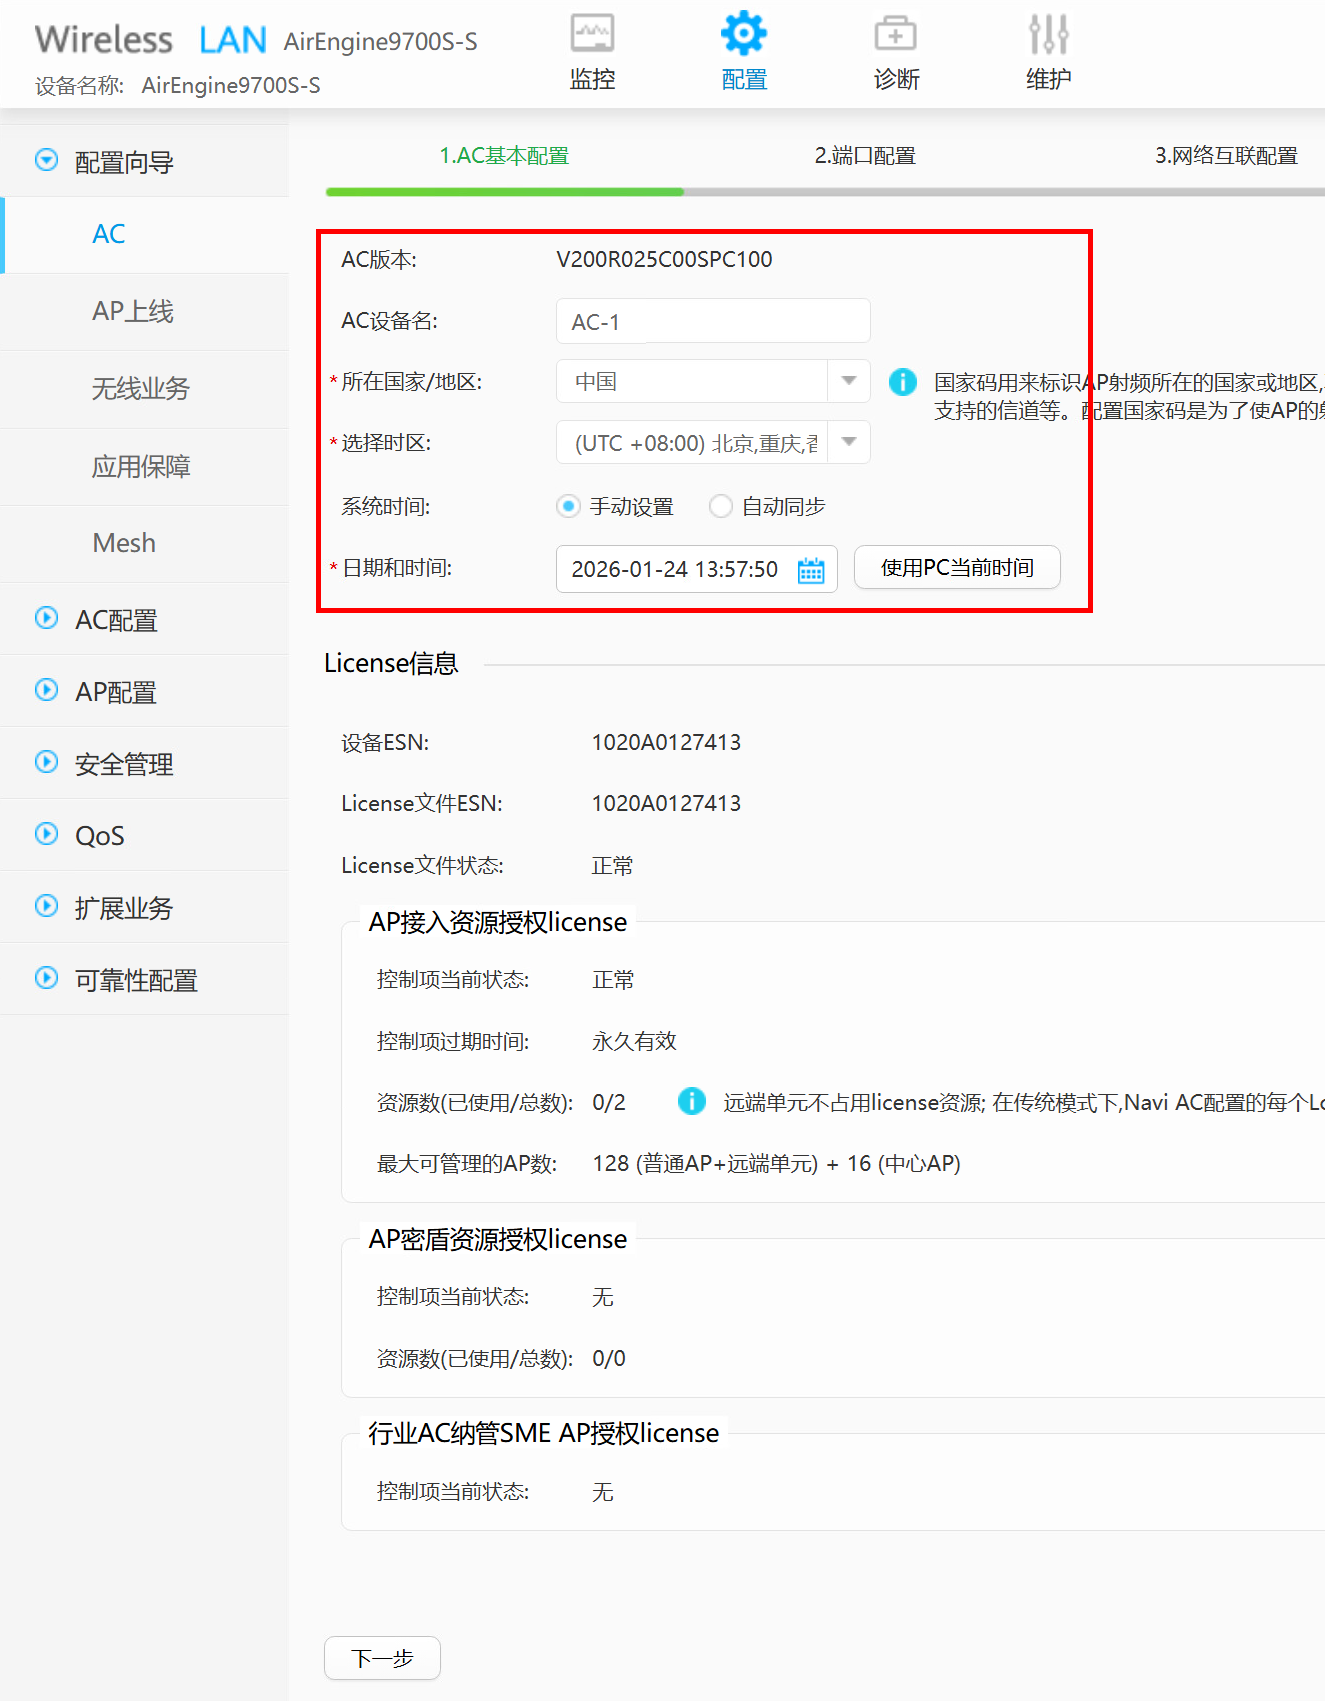 Wireless LAN AirEngine9700S-S
设备名称: AirEngine9700S-S
监控
配置
诊断
维护
配置向导
AC
AP上线
无线业务
应用保障
Mesh
AC配置
AP配置
安全管理
QoS
扩展业务
可靠性配置
1.AC基本配置
2.端口配置
3.网络互联配置
AC版本: V200R025C00SPC100
AC设备名: AC-1
*所在国家/地区: 中国
国家码用来标识AP射频所在的国家或地区,
支持的信道等。配置国家码是为了使AP的
*选择时区: (UTC +08:00) 北京,重庆,
系统时间: 手动设置 自动同步
*日期和时间: 2026-01-24 13:57:50 使用PC当前时间
License信息
设备ESN: 1020A0127413
License文件ESN: 1020A0127413
License文件状态: 正常
AP接入资源授权license
控制项当前状态: 正常
控制项过期时间: 永久有效
资源数(已使用/总数): 0/2 远端单元不占用license资源; 在传统模式下,Navi AC配置的每个
最大可管理的AP数: 128 (普通AP+远端单元) + 16 (中心AP)
AP密盾资源授权license
控制项当前状态: 无
资源数(已使用/总数): 0/0
行业AC纳管SME AP授权license
控制项当前状态: 无
下一步